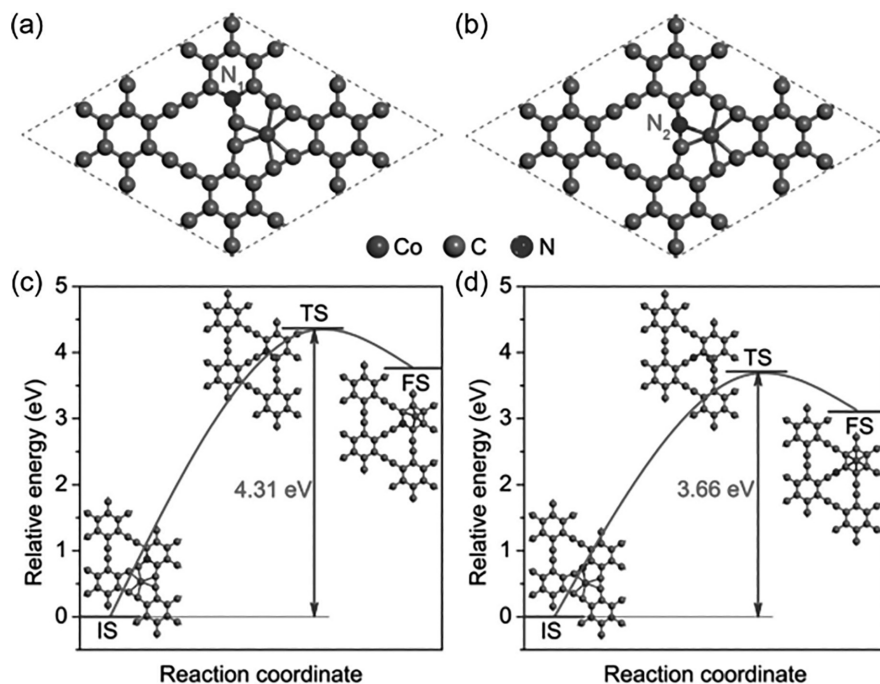 (a)
(b)
N1
N2
Co C N
(c)
5
4
3
2
1
0
Relative energy (eV)
TS
FS
4.31 eV
IS
Reaction coordinate
(d)
5
4
3
2
1
0
Relative energy (eV)
TS
FS
3.66 eV
IS
Reaction coordinate